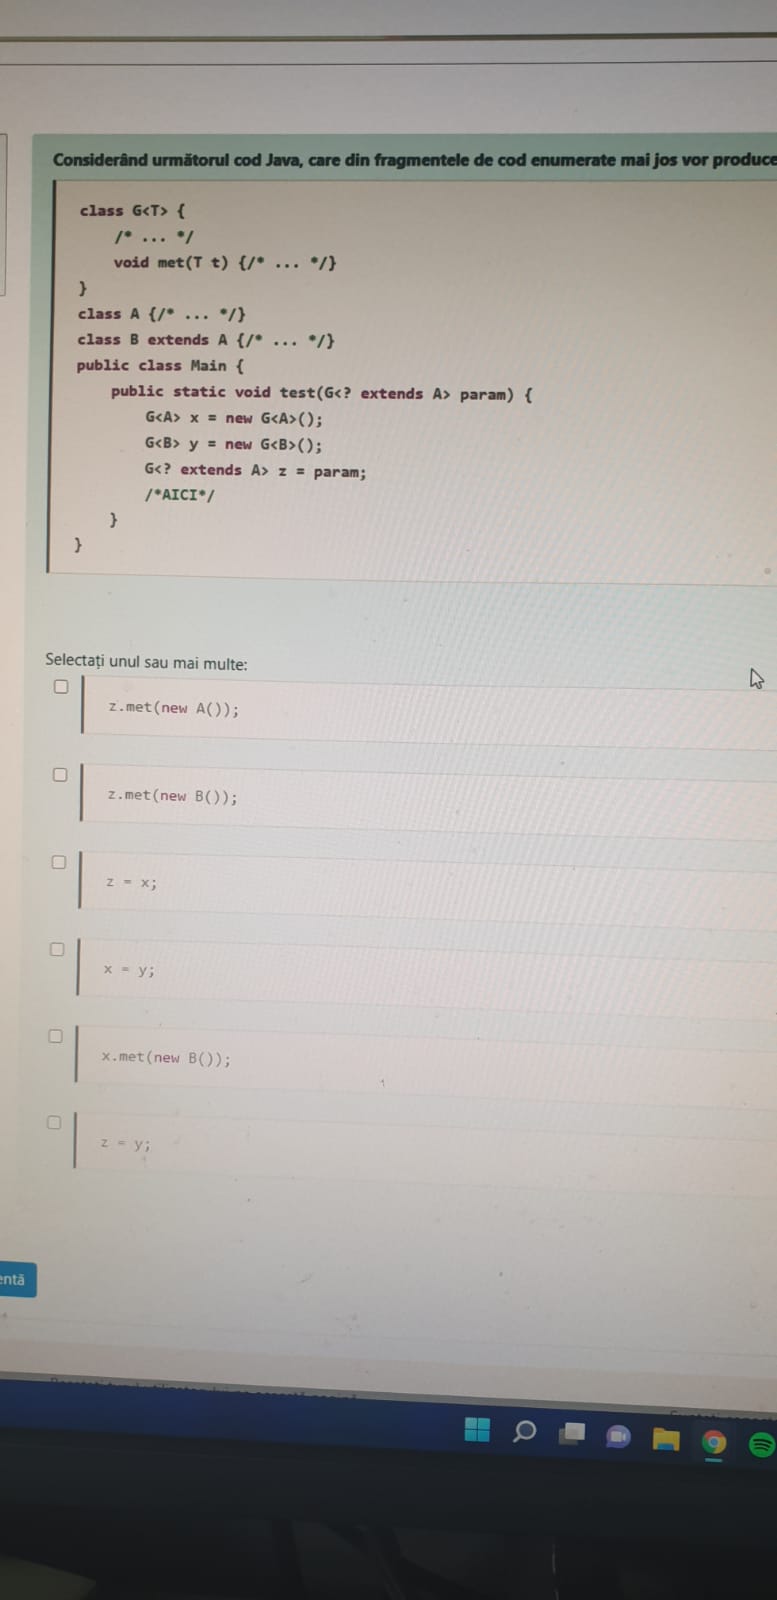 Considerând următorul cod Java, care din fragmentele de cod enumerate mai jos vor produce
class G<T> {
/* ... */
void met(T t) {/* ... */}
}
class A {/* ... */}
class B extends A {/* ... */}
public class Main {
public static void test(G<? extends A> param) {
G<A> x = new G<A>();
G<B> y = new G<B>();
G<? extends A> z = param;
/*AICI*/
}
}
Selectați unul sau mai multe:
z.met(new A());
z.met(new B());
z = x;
x = y;
x.met(new B());
z = y;
entă